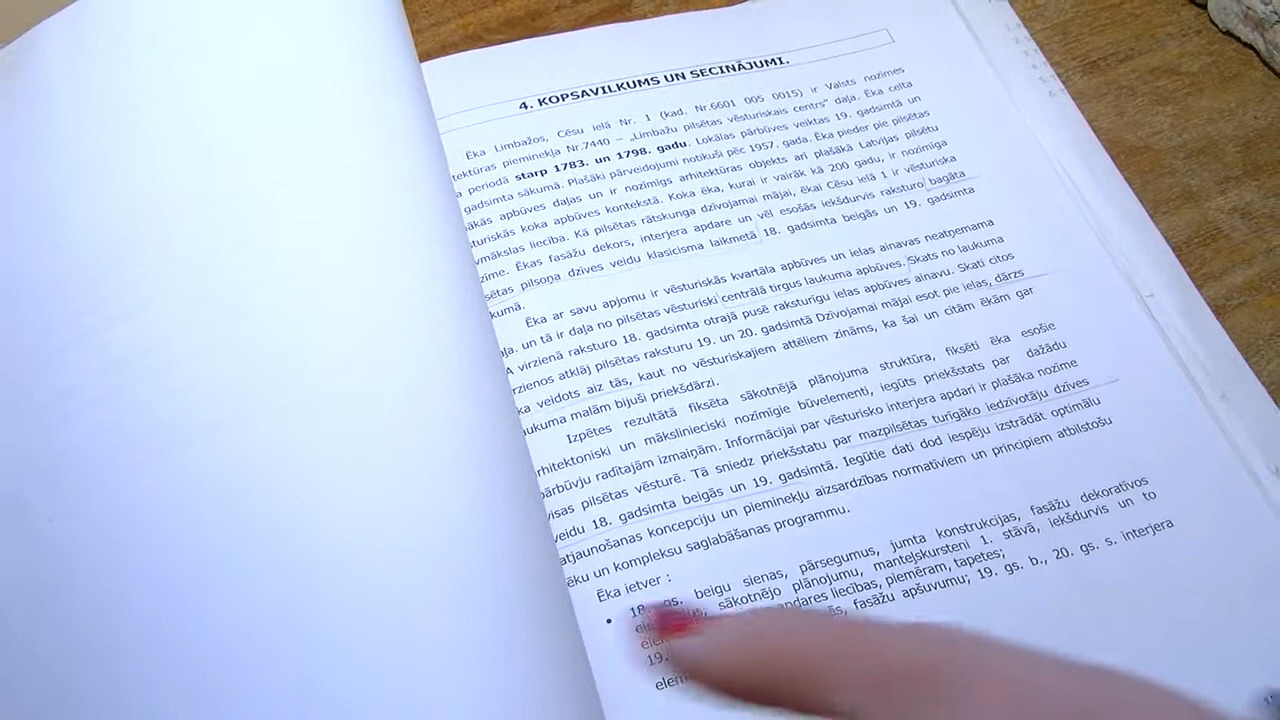 4. KOPSAVILKUMS UN SECINĀJUMI.
Ēka Limbažos, Cēsu ielā Nr. 1 (kad. Nr.6601 005 0015) ir Valsts nozīmes
tektūras pieminekļa Nr.7440 – „Limbažu pilsētas vēsturiskais centrs" daļa. Ēka celta
periodā starp 1783. un 1798. gadu. Lokālas pārbūves veiktas 19. gadsimtā un
gadsimta sākumā. Plašāki pārveidojumi notikuši pēc 1957. gada. Ēka pieder pie pilsētas
ākās apbūves daļas un ir nozīmīgs arhitektūras objekts arī plašākā Latvijas pilsētu
turiskās koka apbūves kontekstā. Koka ēka, kurai ir vairāk kā 200 gadu, ir nozīmīga
vmākslas liecība. Kā pilsētas rātskunga dzīvojamai mājai, ēkai Cēsu ielā 1 ir vēsturiska
zīme. Ēkas fasāžu dekors, interjera apdare un vēl esošās iekšdurvis raksturo bagāta
sētas pilsoņa dzīves veidu klasicisma laikmetā 18. gadsimta beigās un 19. gadsimta
kumā.
Ēka ar savu apjomu ir vēsturiskās kvartāla apbūves un ielas ainavas neatņemama
ļa. un tā ir daļa no pilsētas vēsturiski centrālā tirgus laukuma apbūves. Skats no laukuma
A virzienā raksturo 18. gadsimta otrajā pusē raksturīgu ielas apbūves ainavu. Skati citos
rzienos atklāj pilsētas raksturu 19. un 20. gadsimtā Dzīvojamai mājai esot pie ielas, dārzs
ka veidots aiz tās, kaut no vēsturiskajiem attēliem zināms, ka šai un citām ēkām gar
ukuma malām bijuši priekšdārzi.
Izpētes rezultātā fiksēta sākotnējā plānojuma struktūra, fiksēti ēka esošie
rhitektoniski un mākslinieciski nozīmīgie būvelementi, iegūts priekšstats par dažādu
pārbūvju radītajām izmaiņām. Informācijai par vēsturisko interjera apdari ir plašāka nozīme
visas pilsētas vēsturē. Tā sniedz priekšstatu par mazpilsētas turīgāko iedzīvotāju dzīves
veidu 18. gadsimta beigās un 19. gadsimtā. Iegūtie dati dod iespēju izstrādāt optimālu
atjaunošanas koncepciju un pieminekļu aizsardzības normatīviem un principiem atbilstošu
ēku un kompleksu saglabāšanas programmu.
Ēka ietver :
• 18. gs. beigu sienas, pārsegumus, jumta konstrukcijas, fasāžu dekoratīvos
sākotnējo plānojumu, manteļskursteni 1. stāvā, iekšdurvis un to
apdares liecības, piemēram, tapetes;
19. fasāžu apšuvumu; 19. gs. b., 20. gs. s. interjera